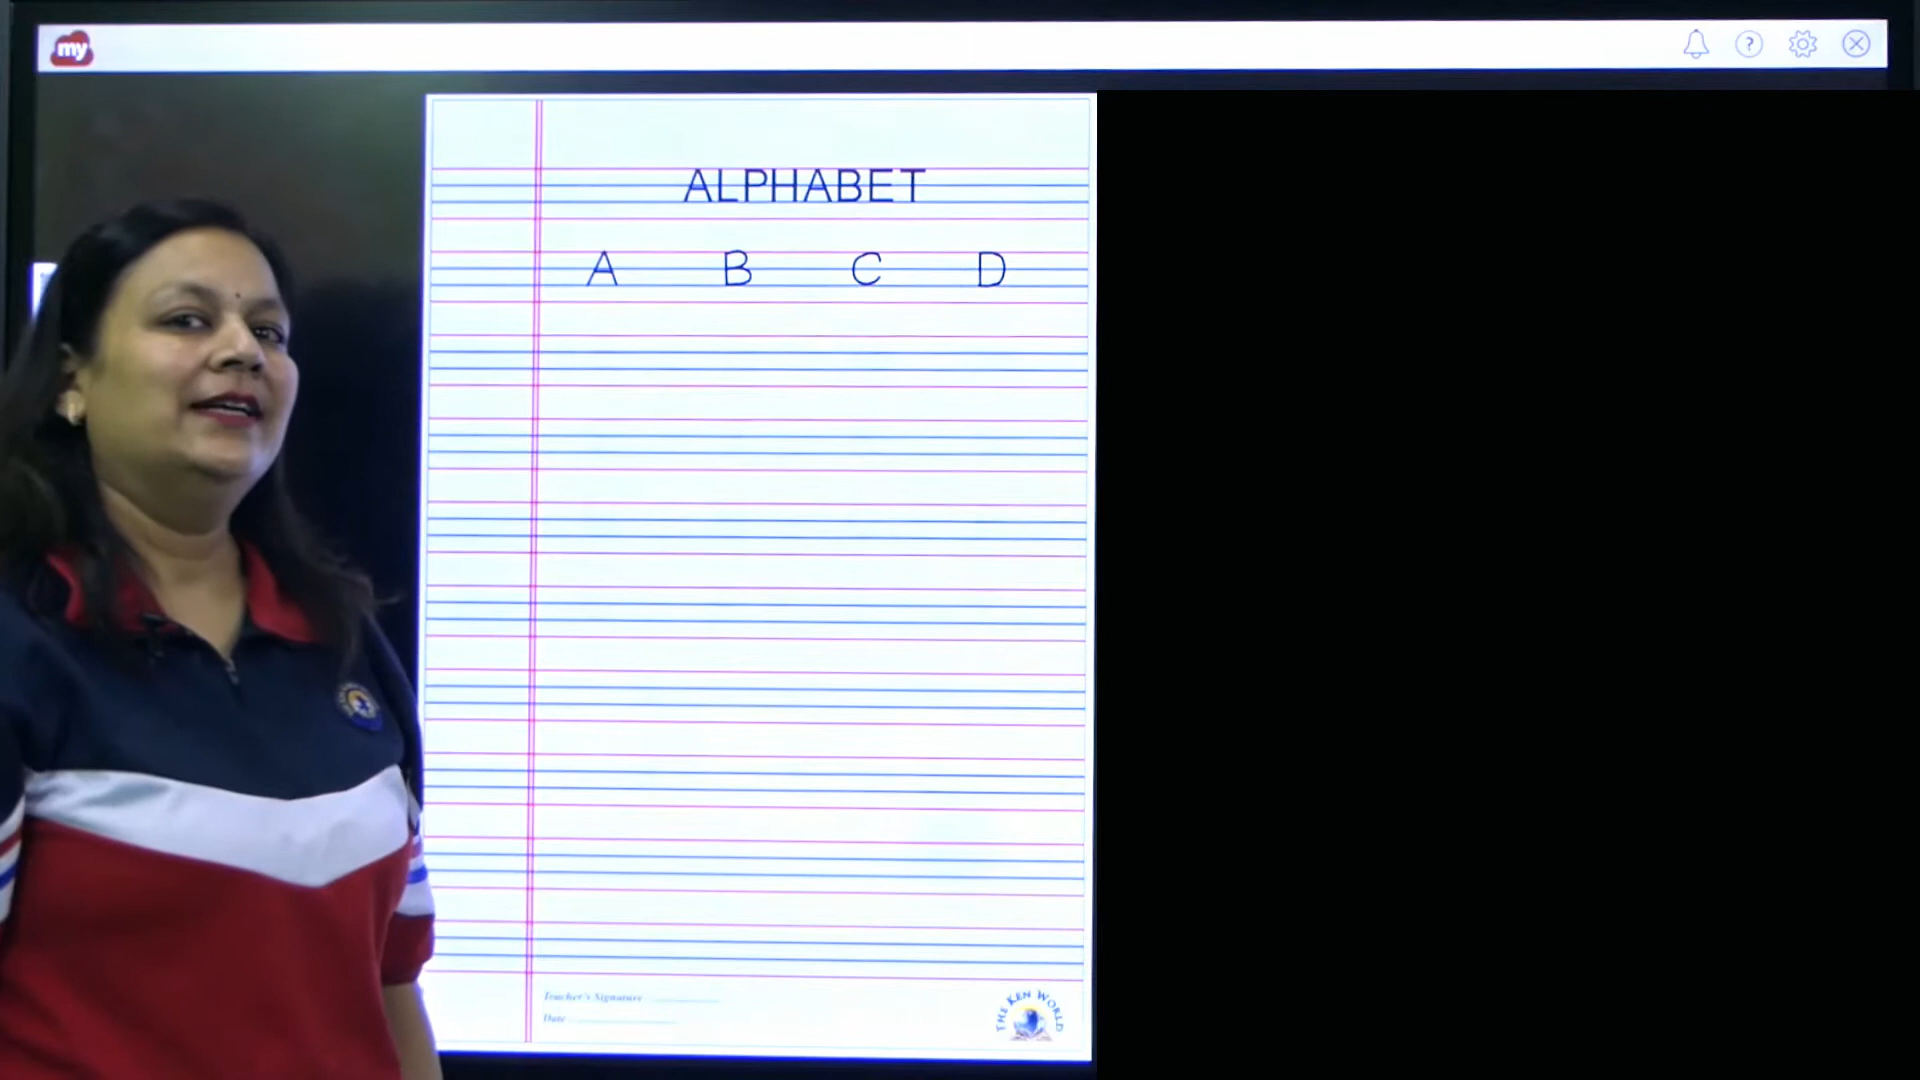 my
ALPHABET
A B C D
Teacher's Signature
Date
THE KEN WORLD